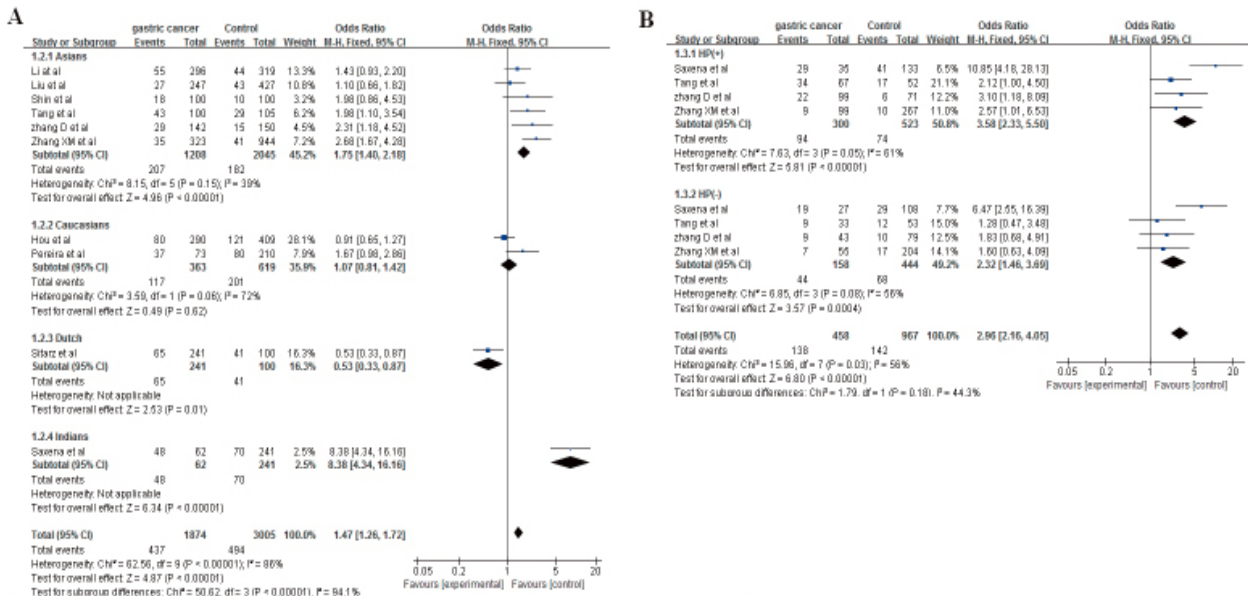 A
gastric cancer Control Odds Ratio Odds Ratio
Study or Subgroup Events Total Events Total Weight M-H, Fixed, 95% CI M-H, Fixed, 95% CI
1.2.1 Asians
Li et al 55 296 44 319 13.3% 1.43 [0.93, 2.20]
Liu et al 27 247 43 427 10.8% 1.10 [0.66, 1.82]
Shin et al 18 100 10 100 3.2% 1.98 [0.86, 4.53]
Tang et al 43 100 29 105 6.2% 1.98 [1.10, 3.54]
zhang D et al 29 142 15 150 4.5% 2.31 [1.18, 4.52]
Zhang XM et al 35 323 41 944 7.2% 2.68 [1.67, 4.28]
Subtotal (95% CI) 1208 2045 45.2% 1.75 [1.40, 2.18]
Total events 207 182
Heterogeneity: Chi² = 8.15, df = 5 (P = 0.15); I² = 39%
Test for overall effect: Z = 4.96 (P < 0.00001)
1.2.2 Caucasians
Hou et al 80 290 121 409 28.1% 0.91 [0.65, 1.27]
Pereira et al 37 73 80 210 7.9% 1.67 [0.98, 2.86]
Subtotal (95% CI) 363 619 35.9% 1.07 [0.81, 1.42]
Total events 117 201
Heterogeneity: Chi² = 3.59, df = 1 (P = 0.06); I² = 72%
Test for overall effect: Z = 0.49 (P = 0.62)
1.2.3 Dutch
Sitarz et al 65 241 41 100 16.3% 0.53 [0.33, 0.87]
Subtotal (95% CI) 241 100 16.3% 0.53 [0.33, 0.87]
Total events 65 41
Heterogeneity: Not applicable
Test for overall effect: Z = 2.53 (P = 0.01)
1.2.4 Indians
Saxena et al 48 62 70 241 2.5% 8.38 [4.34, 16.16]
Subtotal (95% CI) 62 241 2.5% 8.38 [4.34, 16.16]
Total events 48 70
Heterogeneity: Not applicable
Test for overall effect: Z = 6.34 (P < 0.00001)
Total (95% CI) 1874 3005 100.0% 1.47 [1.26, 1.72]
Total events 437 494
Heterogeneity: Chi² = 62.56, df = 9 (P < 0.00001); I² = 86%
Test for overall effect: Z = 4.87 (P < 0.00001)
Test for subgroup differences: Chi² = 50.62, df = 3 (P < 0.00001), I² = 94.1%
0.05 0.2 1 5 20
Favours [experimental] Favours [control]
B
gastric cancer Control Odds Ratio Odds Ratio
Study or Subgroup Events Total Events Total Weight M-H, Fixed, 95% CI M-H, Fixed, 95% CI
1.3.1 HP(+)
Saxena et al 29 35 41 133 6.5% 10.85 [4.18, 28.13]
Tang et al 34 67 17 52 2.12 [1.00, 4.50]
zhang D et al 22 99 6 71 3.10 [1.18, 8.09]
Zhang XM et al 9 99 10 267 11.0% 2.57 [1.01, 6.53]
Subtotal (95% CI) 300 523 50.8% 3.58 [2.33, 5.50]
Total events 94 74
Heterogeneity: Chi² = 7.63, df = 3 (P = 0.05); I² = 61%
Test for overall effect: Z = 5.81 (P < 0.00001)
1.3.2 HP(-)
Saxena et al 19 27 29 108 7.7% 6.47 [2.55, 16.39]
Tang et al 9 33 12 53 15.0% 1.28 [0.47, 3.48]
zhang D et al 9 43 10 79 1.83 [0.68, 4.91]
Zhang XM et al 7 55 17 204 14.1% 1.60 [0.63, 4.09]
Subtotal (95% CI) 158 444 49.2% 2.32 [1.46, 3.69]
Total events 44 68
Heterogeneity: Chi² = 6.85, df = 3 (P = 0.08); I² = 56%
Test for overall effect: Z = 3.57 (P = 0.0004)
Total (95% CI) 458 967 100.0% 2.96 [2.16, 4.05]
Total events 138 142
Heterogeneity: Chi² = 15.96, df = 7 (P = 0.03); I² = 56%
Test for overall effect: Z = 6.80 (P < 0.00001)
Test for subgroup differences: Chi² = 1.79, df = 1 (P = 0.18), I² = 44.3%
0.05 0.2 1 5 20
Favours [experimental] Favours [control]